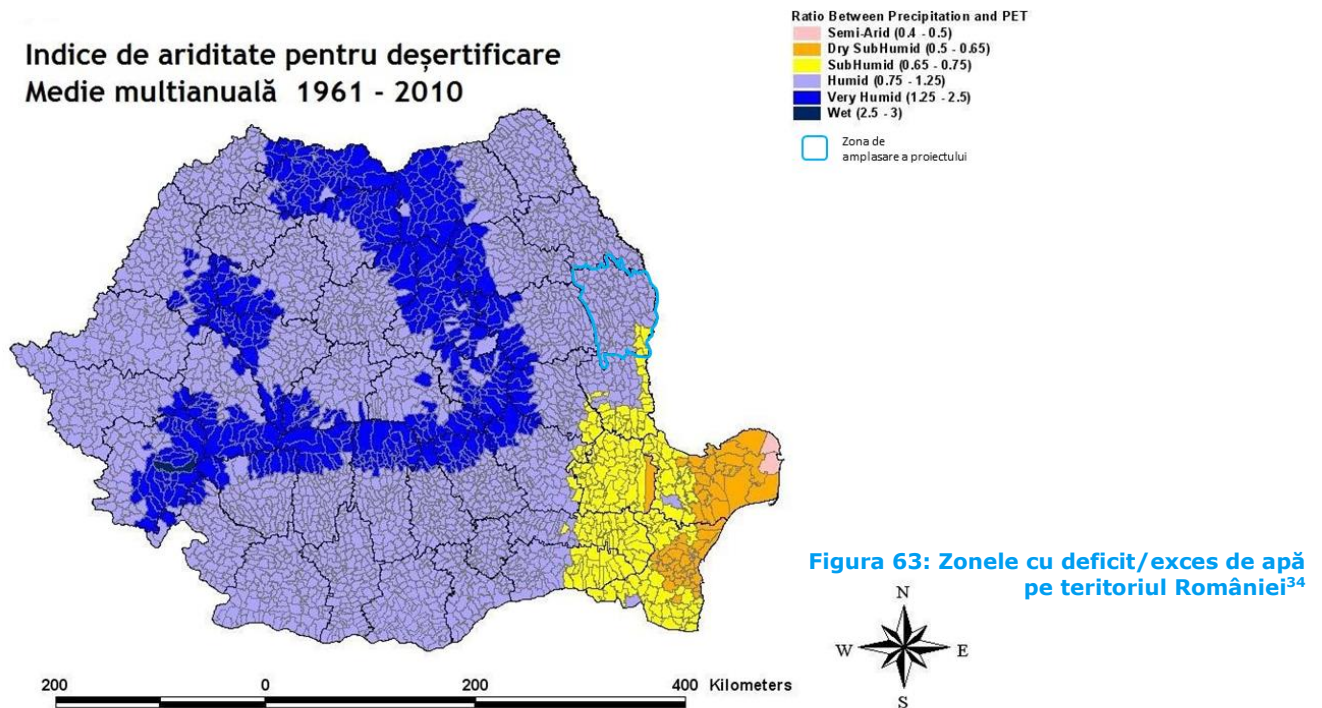 Indice de ariditate pentru deșertificare
Medie multianuală 1961 - 2010
Ratio Between Precipitation and PET
Semi-Arid (0.4 - 0.5)
Dry SubHumid (0.5 - 0.65)
SubHumid (0.65 - 0.75)
Humid (0.75 - 1.25)
Very Humid (1.25 - 2.5)
Wet (2.5 - 3)
Zona de
amplasare a proiectului
Figura 63: Zonele cu deficit/exces de apă
pe teritoriul României³⁴
N
W E
S
200 0 200 400 Kilometers